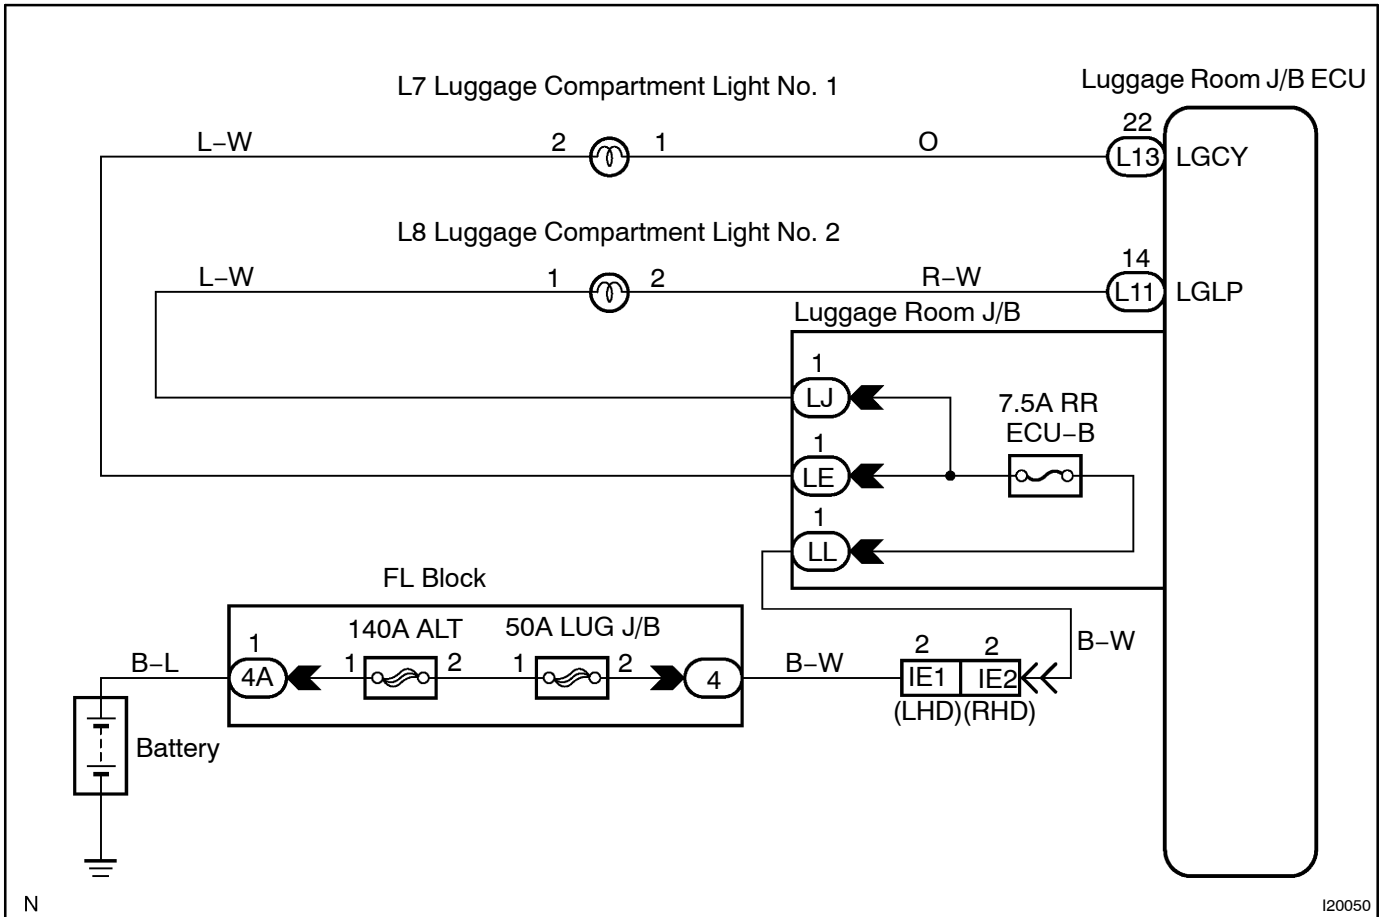 L7 Luggage Compartment Light No. 1
Luggage Room J/B ECU
L−W 2 1 O 22 L13 LGCY
L8 Luggage Compartment Light No. 2
L−W 1 2 R−W 14 L11 LGLP
Luggage Room J/B
1
LJ
7.5A RR
ECU−B
1
LE
1
LL
FL Block
140A ALT 50A LUG J/B
B−L 1 4A 1 2 1 2 4 B−W 2 2 B−W
IE1 IE2
(LHD)(RHD)
Battery
N I20050